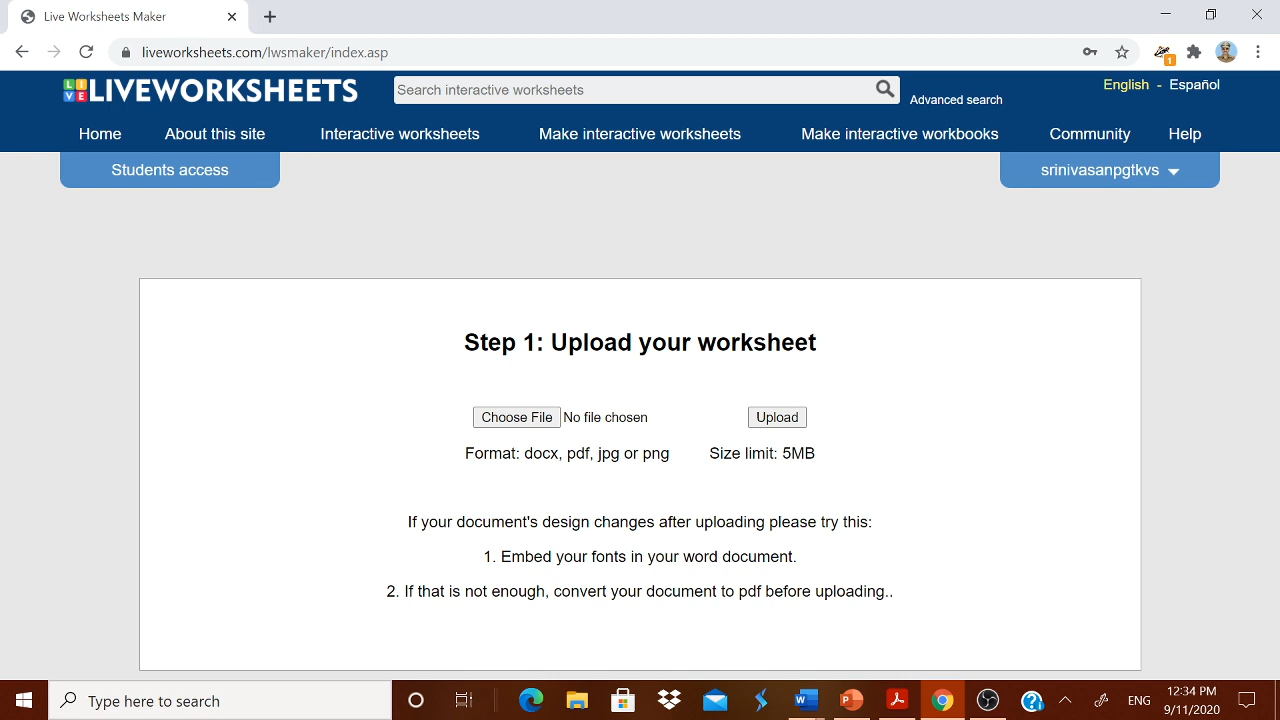 Live Worksheets Maker
liveworksheets.com/lwsmaker/index.asp
1
LIVE LIVEWORKSHEETS
Search interactive worksheets
Advanced search
English - Español
Home About this site Interactive worksheets Make interactive worksheets Make interactive workbooks Community Help
Students access
srinivasanpgtkvs
Step 1: Upload your worksheet
Choose File No file chosen Upload
Format: docx, pdf, jpg or png Size limit: 5MB
If your document's design changes after uploading please try this:
1. Embed your fonts in your word document.
2. If that is not enough, convert your document to pdf before uploading..
Type here to search
ENG
12:34 PM
9/11/2020